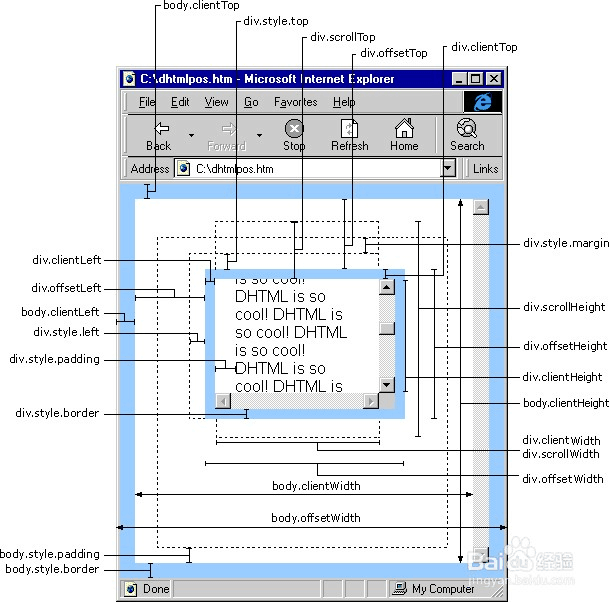 body.clientTop
div.style.top
div.scrollTop
div.offsetTop
div.clientTop
C:\dhtmlpos.htm - Microsoft Internet Explorer
File Edit View Go Favorites Help
Back Forward Stop Refresh Home Search
Address C:\dhtmlpos.htm Links
div.style.margin
div.clientLeft
div.offsetLeft
body.clientLeft
div.style.left
div.style.padding
div.style.border
is so cool!
DHTML is so
cool! DHTML is
so cool! DHTML
is so cool!
DHTML is so
cool! DHTML is
div.scrollHeight
div.offsetHeight
div.clientHeight
body.clientHeight
div.clientWidth
div.scrollWidth
div.offsetWidth
body.clientWidth
body.offsetWidth
body.style.padding
body.style.border
Done My Computer
Baidu 经验
jingyan.baidu.com